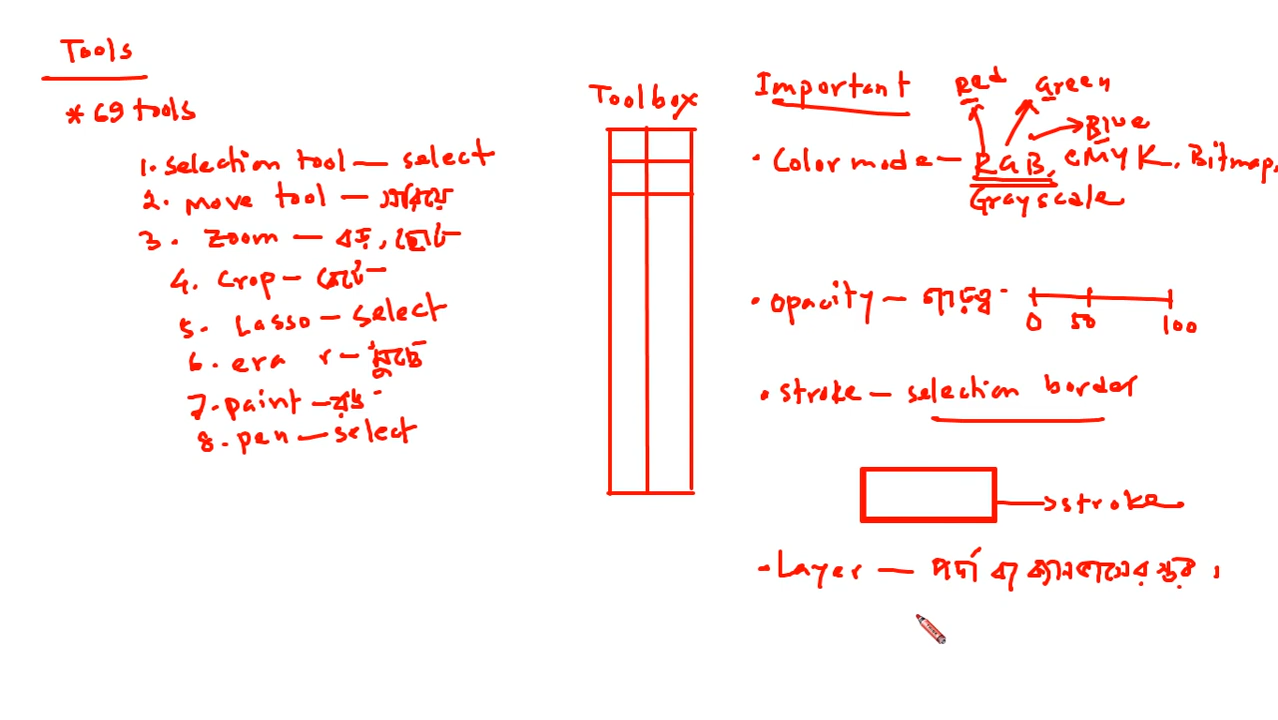 Tools
* 69 tools
1. selection tool — select
2. move tool — সরানো
3. Zoom — বড়, ছোট
4. Crop — কাটা
5. Lasso — select
6. era r — মুছে
7. paint — রঙ
8. pen — select
Toolbox
Important
Red Green
Blue
• Color mode — RGB, CMYK, Bitmap,
Grayscale
• Opacity — গাঢ়ত্ব
0 50 100
• Stroke — selection border
stroke
• Layer — পর্দা বা ক্যানভাসের স্তর ।